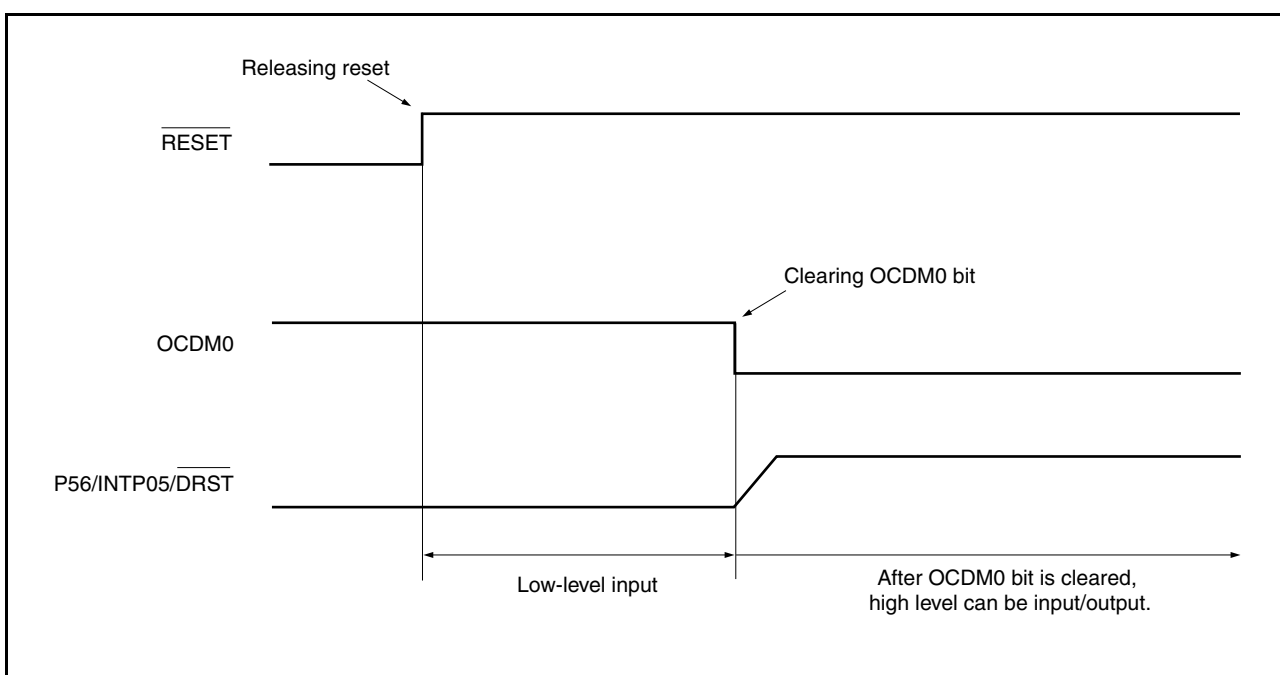 Releasing reset
RESET
Clearing OCDM0 bit
OCDM0
P56/INTP05/DRST
Low-level input
After OCDM0 bit is cleared,
high level can be input/output.